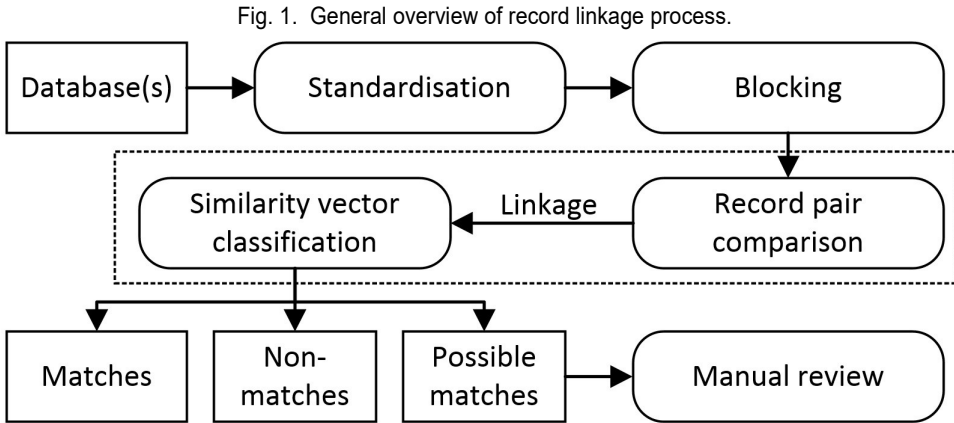 Fig. 1. General overview of record linkage process.
Database(s)
Standardisation
Blocking
Similarity vector
classification
Linkage
Record pair
comparison
Matches
Non-
matches
Possible
matches
Manual review